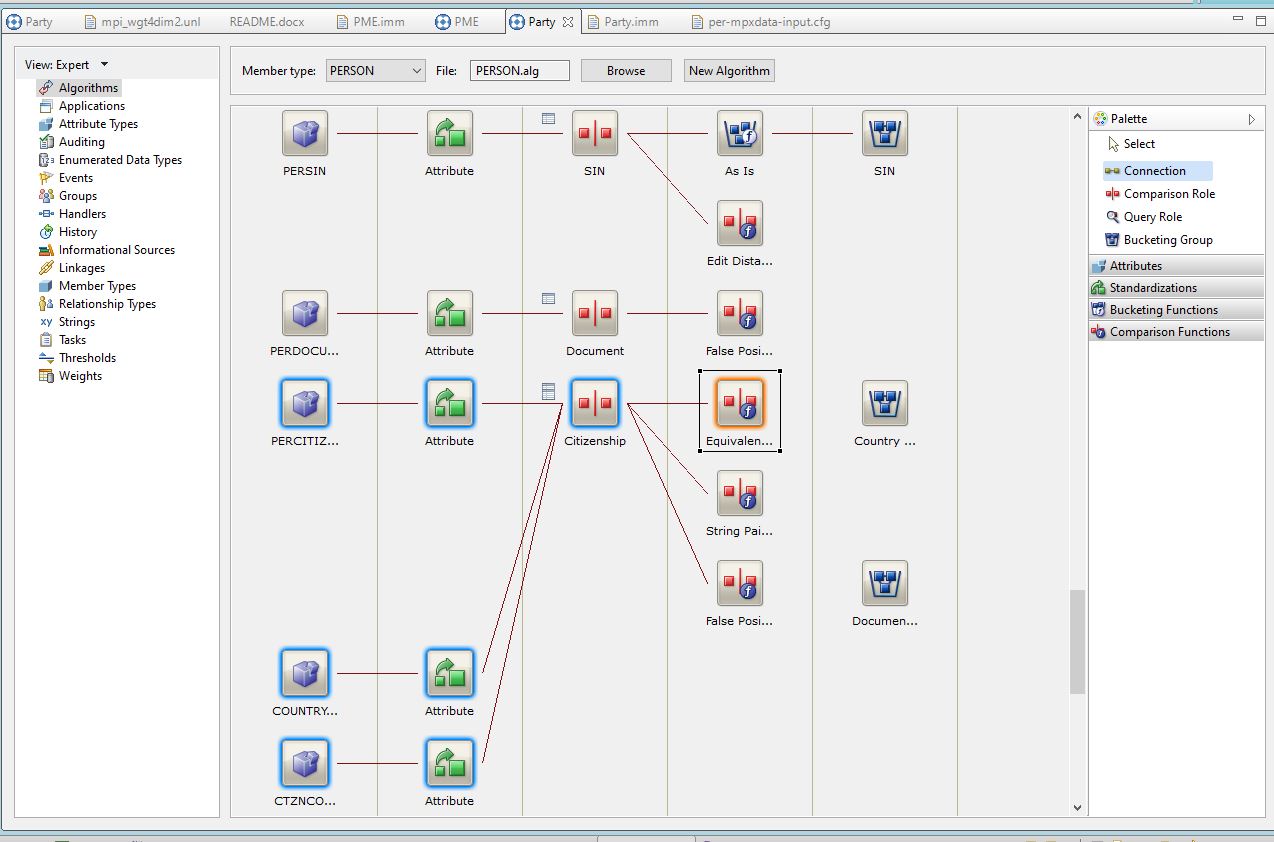 Party mpi_wgt4dim2.unl README.docx PME.imm PME Party Party.imm per-mpxdata-input.cfg
View: Expert
Algorithms
Applications
Attribute Types
Auditing
Enumerated Data Types
Events
Groups
Handlers
History
Informational Sources
Linkages
Member Types
Relationship Types
Strings
Tasks
Thresholds
Weights
Member type: PERSON File: PERSON.alg Browse New Algorithm
PERSIN Attribute SIN As Is SIN
Edit Dista...
PERDOCU... Attribute Document False Posi...
PERCITIZ... Attribute Citizenship Equivalen... Country ...
String Pai...
False Posi... Documen...
COUNTRY... Attribute
CTZNCO... Attribute
Palette
Select
Connection
Comparison Role
Query Role
Bucketing Group
Attributes
Standardizations
Bucketing Functions
Comparison Functions